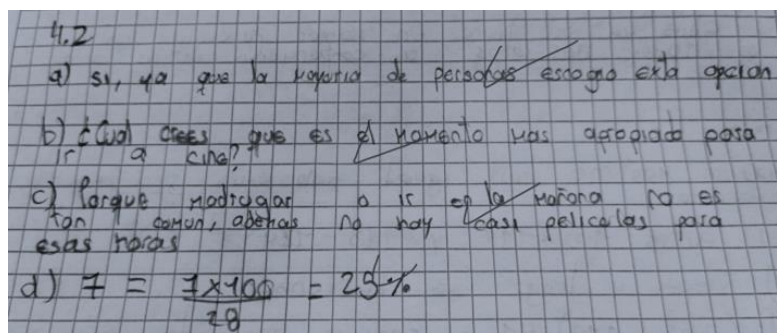 4.2
a) si, ya que la mayoria de personas escogio esta opcion
b) ¿Cual crees que es el momento mas apropiado para
ir a cine?
c) Porque madrugar o ir en la mañana no es
tan comun, ademas no hay casi peliculas para
esas horas
d) 7 = 7x100 = 25%
28